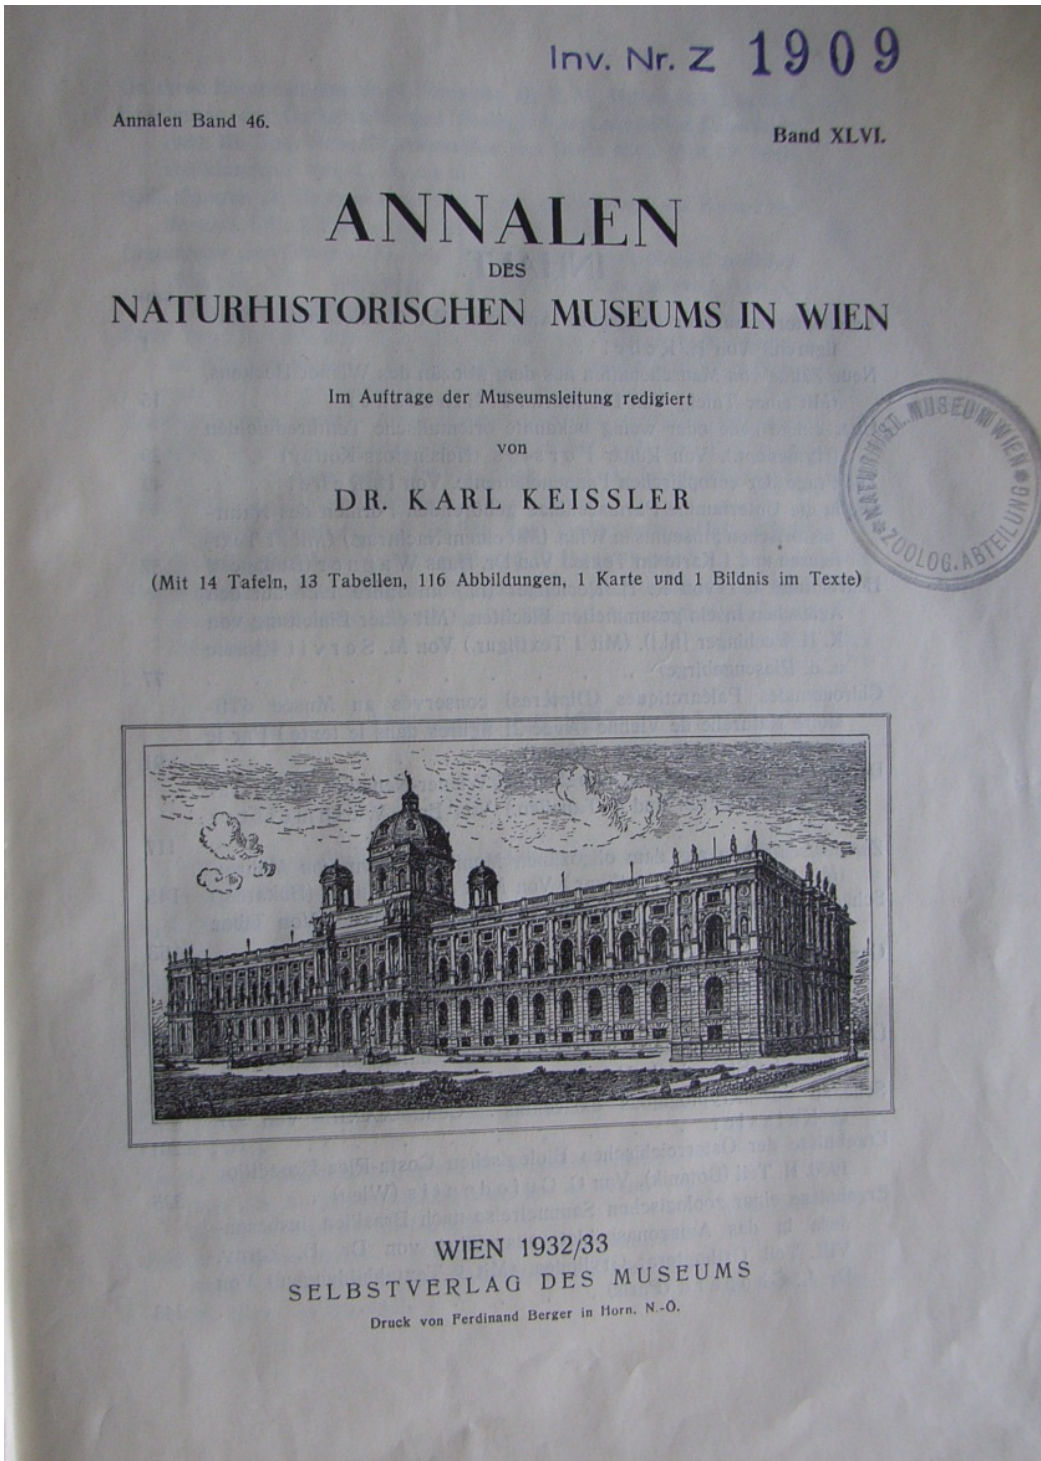 Inv. Nr. Z 1909
Annalen Band 46.
Band XLVI.
ANNALEN
DES
NATURHISTORISCHEN MUSEUMS IN WIEN
Im Auftrage der Museumsleitung redigiert
von
DR. KARL KEISSLER
NATURHISTR. MUSEUM WIEN
ZOOLOG. ABTEILUNG
(Mit 14 Tafeln, 13 Tabellen, 116 Abbildungen, 1 Karte und 1 Bildnis im Texte)
WIEN 1932/33
SELBSTVERLAG DES MUSEUMS
Druck von Ferdinand Berger in Horn. N.-Ö.